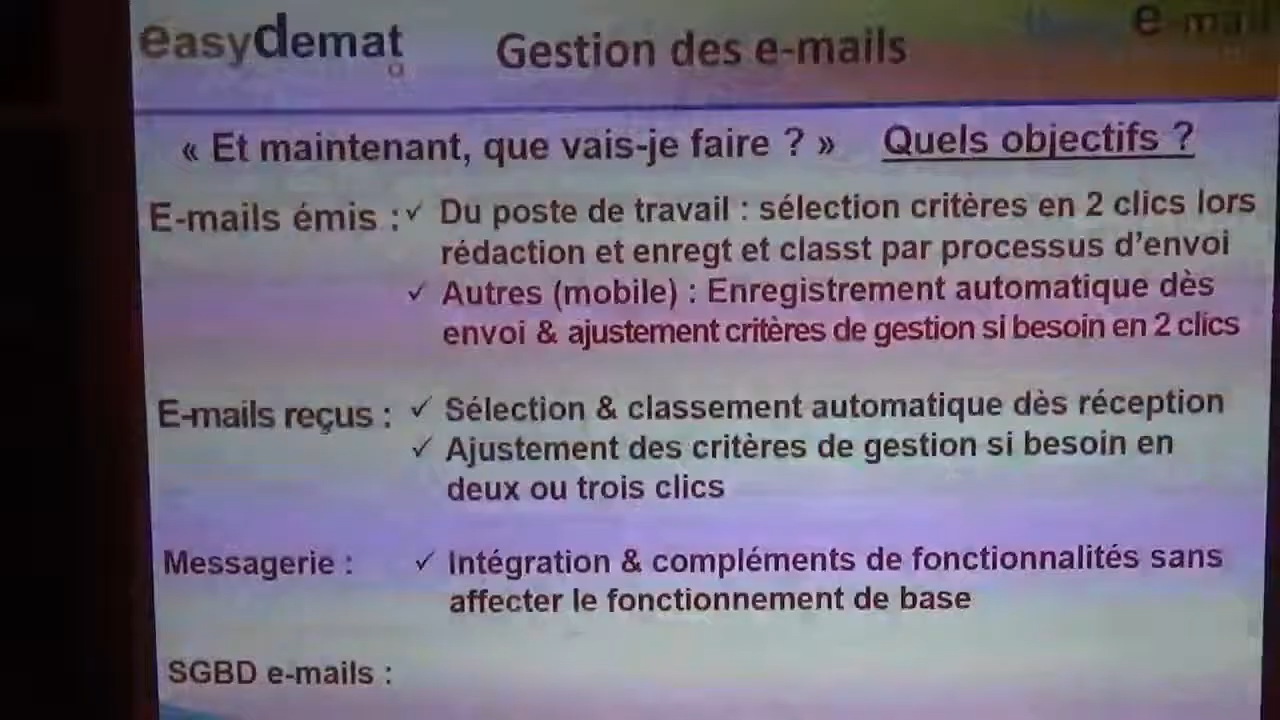 easydemat
Gestion des e-mails
e-mail
« Et maintenant, que vais-je faire ? » Quels objectifs ?
E-mails émis : ✓ Du poste de travail : sélection critères en 2 clics lors
rédaction et enregt et classt par processus d'envoi
✓ Autres (mobile) : Enregistrement automatique dès
envoi & ajustement critères de gestion si besoin en 2 clics
E-mails reçus : ✓ Sélection & classement automatique dès réception
✓ Ajustement des critères de gestion si besoin en
deux ou trois clics
Messagerie : ✓ Intégration & compléments de fonctionnalités sans
affecter le fonctionnement de base
SGBD e-mails :